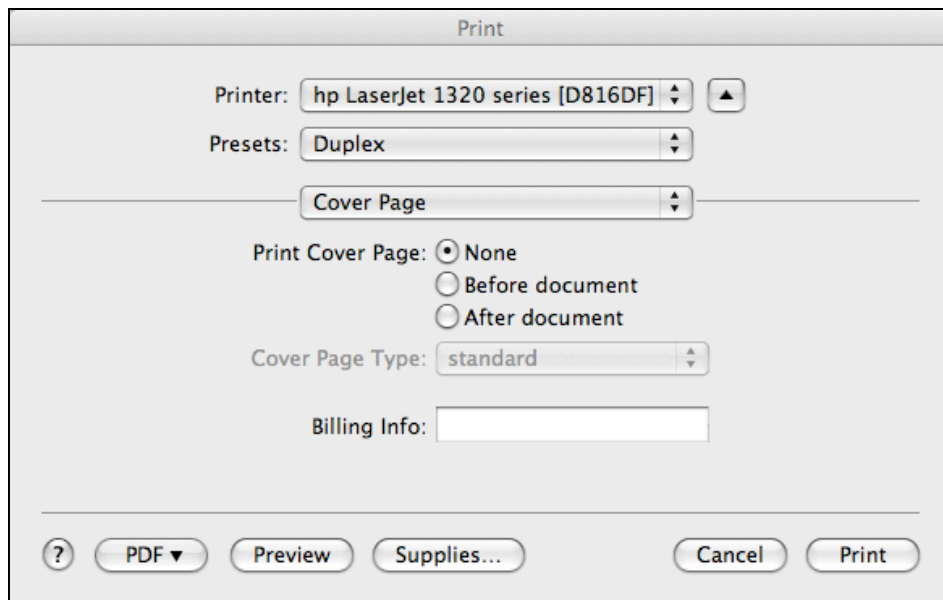 Print
Printer: hp LaserJet 1320 series [D816DF]
Presets: Duplex
Cover Page
Print Cover Page: None
Before document
After document
Cover Page Type: standard
Billing Info:
? PDF▼ Preview Supplies... Cancel Print